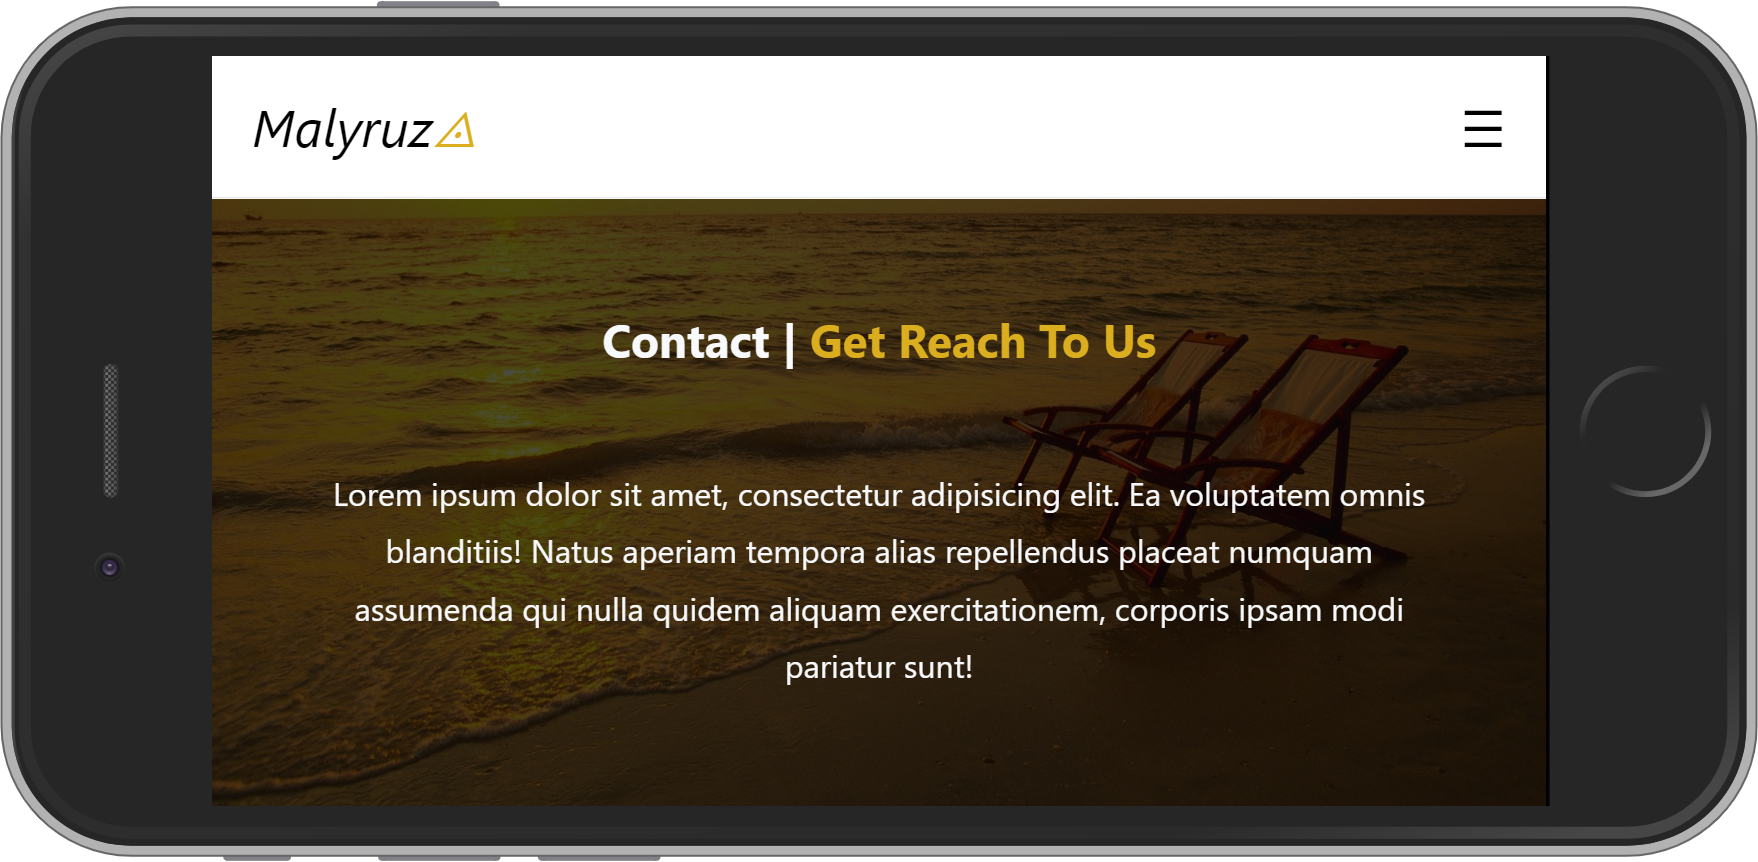 Malyruz
Contact | Get Reach To Us
Lorem ipsum dolor sit amet, consectetur adipisicing elit. Ea voluptatem omnis
blanditiis! Natus aperiam tempora alias repellendus placeat numquam
assumenda qui nulla quidem aliquam exercitationem, corporis ipsam modi
pariatur sunt!